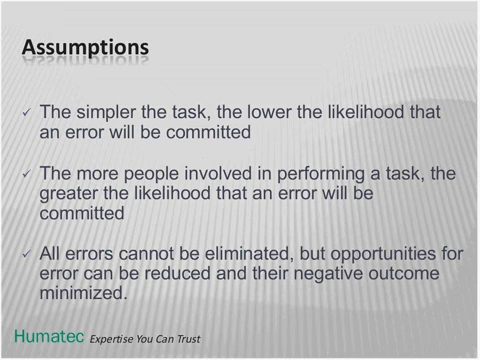 Assumptions
✓ The simpler the task, the lower the likelihood that
an error will be committed
✓ The more people involved in performing a task, the
greater the likelihood that an error will be
committed
✓ All errors cannot be eliminated, but opportunities for
error can be reduced and their negative outcome
minimized.
Humatec Expertise You Can Trust